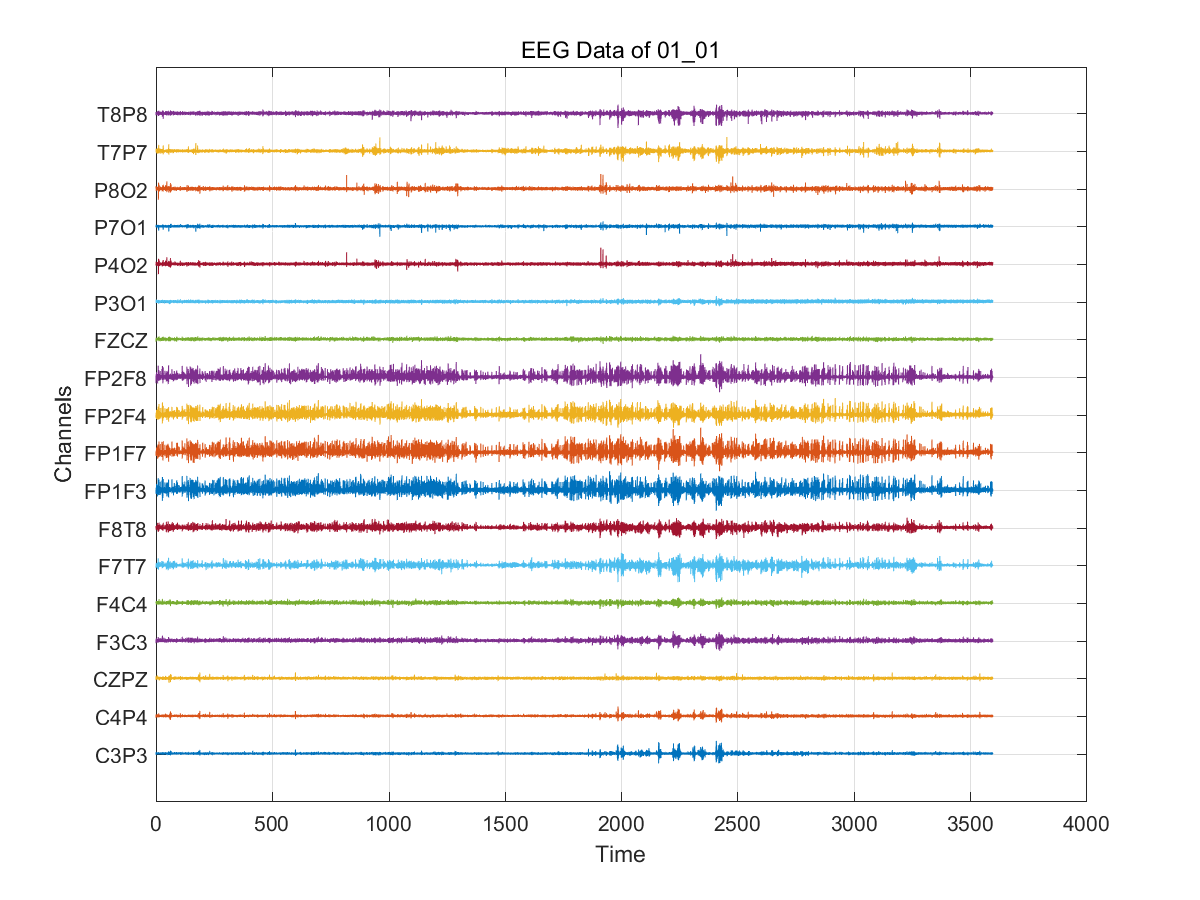 EEG Data of 01_01
T8P8
T7P7
P8O2
P7O1
P4O2
P3O1
FZCZ
FP2F8
FP2F4
FP1F7
FP1F3
F8T8
F7T7
F4C4
F3C3
CZPZ
C4P4
C3P3
Channels
0 500 1000 1500 2000 2500 3000 3500 4000
Time